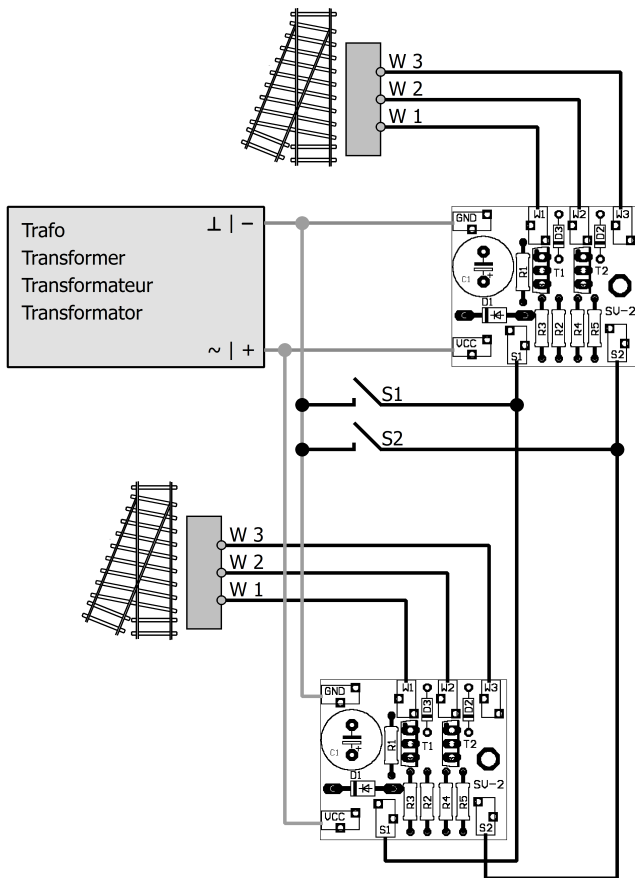 W 3
W 2
W 1
Trafo
Transformer
Transformateur
Transformator
⊥ | −
~ | +
GND
W1
W2
W3
D3
D2
R1
T1
T2
C1
+
D1
SV-2
R3
R2
R4
R5
VCC
S1
S2
S1
S2
W 3
W 2
W 1
GND
W1
W2
W3
D3
D2
R1
T1
T2
C1
+
D1
SV-2
R3
R2
R4
R5
VCC
S1
S2